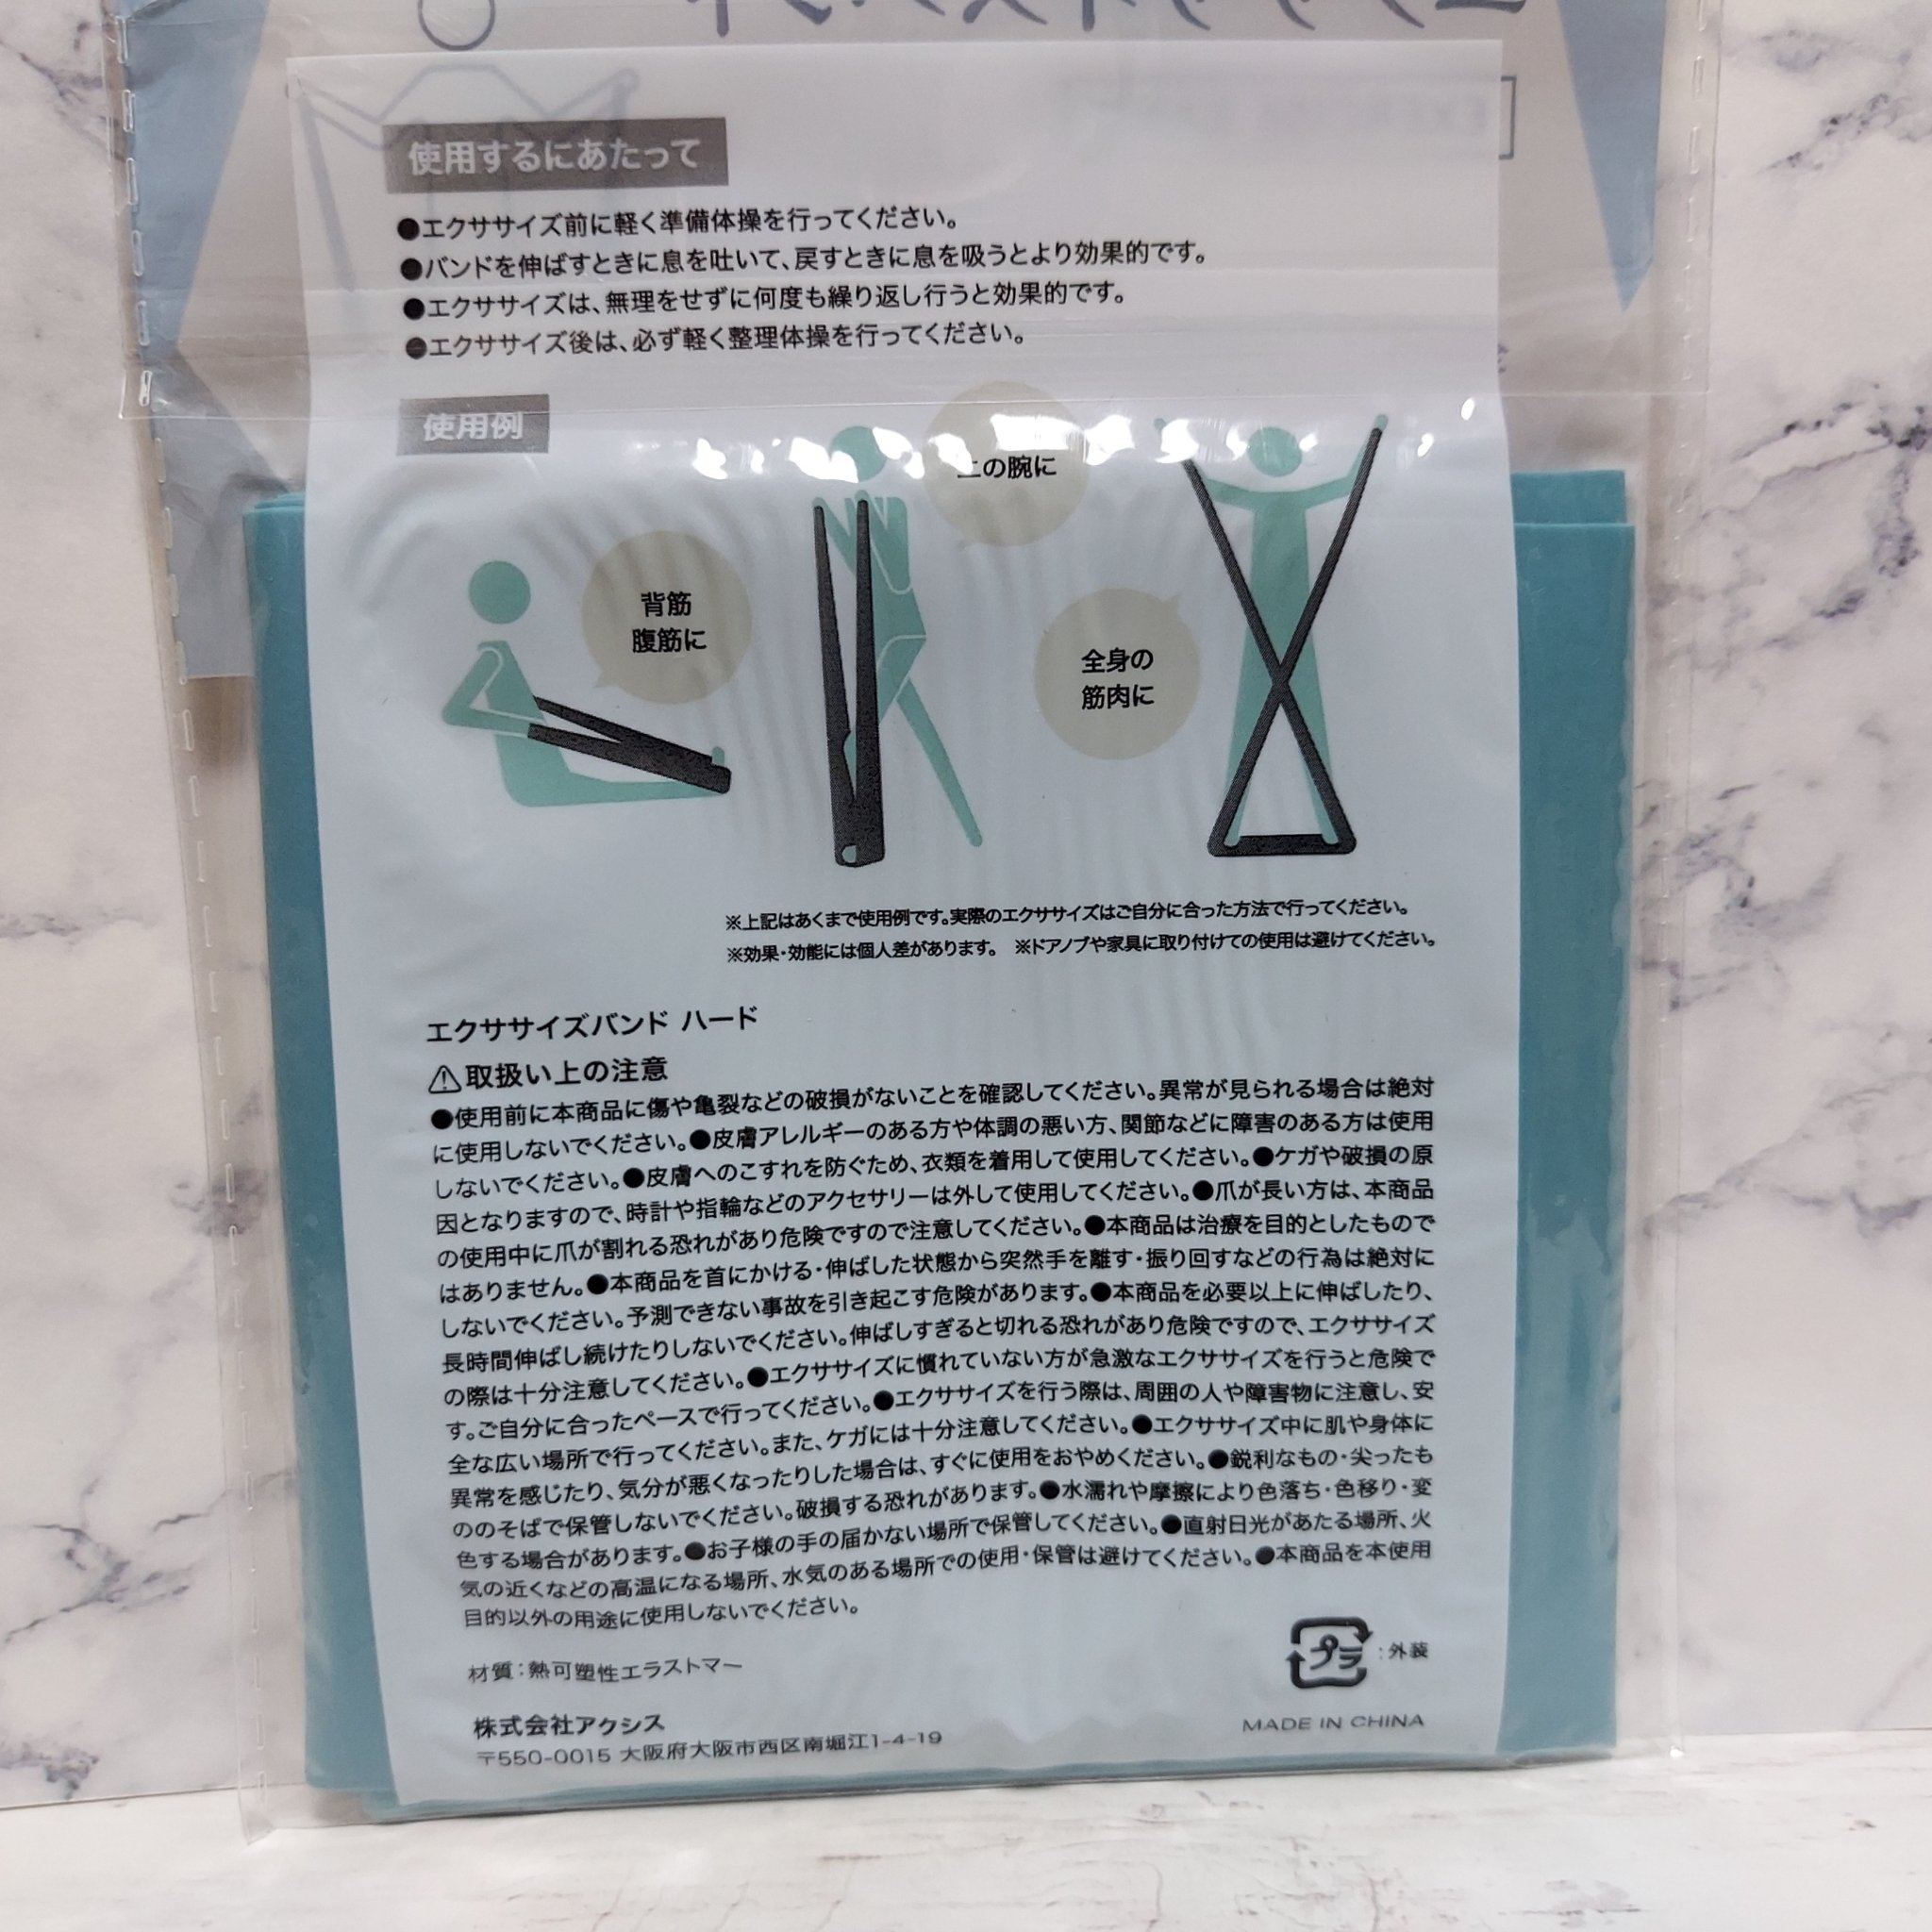 使用するにあたって
●エクササイズ前に軽く準備体操を行ってください。
●バンドを伸ばすときに息を吐いて、戻すときに息を吸うとより効果的です。
●エクササイズは、無理をせずに何度も繰り返し行うと効果的です。
●エクササイズ後は、必ず軽く整理体操を行ってください。
使用例
二の腕に
背筋
腹筋に
全身の
筋肉に
※上記はあくまで使用例です。実際のエクササイズはご自分に合った方法で行ってください。
※効果・効能には個人差があります。 ※ドアノブや家具に取り付けての使用は避けてください。
エクササイズバンド ハード
⚠取扱い上の注意
●使用前に本商品に傷や亀裂などの破損がないことを確認してください。異常が見られる場合は絶対
に使用しないでください。●皮膚アレルギーのある方や体調の悪い方、関節などに障害のある方は使用
しないでください。●皮膚へのこすれを防ぐため、衣類を着用して使用してください。●ケガや破損の原
因となりますので、時計や指輪などのアクセサリーは外して使用してください。●爪が長い方は、本商品
の使用中に爪が割れる恐れがあり危険ですので注意してください。●本商品は治療を目的としたもので
はありません。●本商品を首にかける・伸ばした状態から突然手を離す・振り回すなどの行為は絶対に
しないでください。予測できない事故を引き起こす危険があります。●本商品を必要以上に伸ばしたり、
長時間伸ばし続けたりしないでください。伸ばしすぎると切れる恐れがあり危険ですので、エクササイズ
の際は十分注意してください。●エクササイズに慣れていない方が急激なエクササイズを行うと危険で
す。ご自分に合ったペースで行ってください。●エクササイズを行う際は、周囲の人や障害物に注意し、安
全な広い場所で行ってください。また、ケガには十分注意してください。●エクササイズ中に肌や身体に
異常を感じたり、気分が悪くなったりした場合は、すぐに使用をおやめください。●鋭利なもの・尖ったも
ののそばで保管しないでください。破損する恐れがあります。●水濡れや摩擦により色落ち・色移り・変
色する場合があります。●お子様の手の届かない場所で保管してください。●直射日光があたる場所、火
気の近くなどの高温になる場所、水気のある場所での使用・保管は避けてください。●本商品を本使用
目的以外の用途に使用しないでください。
プラ :外装
材質:熱可塑性エラストマー
株式会社アクシス
〒550-0015 大阪府大阪市西区南堀江1-4-19
MADE IN CHINA